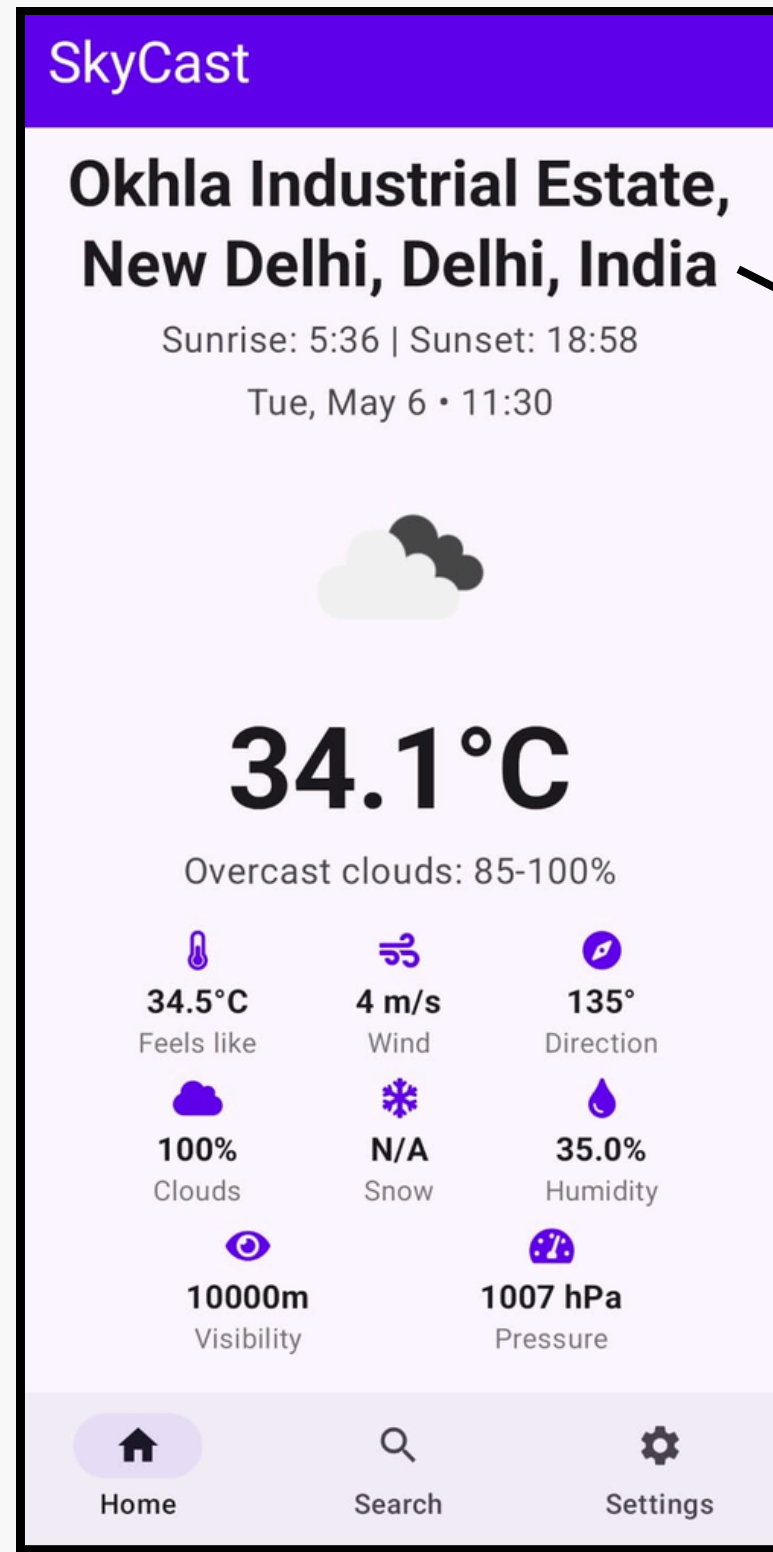 SkyCast
Okhla Industrial Estate,
New Delhi, Delhi, India
Sunrise: 5:36 | Sunset: 18:58
Tue, May 6 • 11:30
34.1°C
Overcast clouds: 85-100%
34.5°C 4 m/s 135°
Feels like Wind Direction
100% N/A 35.0%
Clouds Snow Humidity
10000m 1007 hPa
Visibility Pressure
Home Search Settings